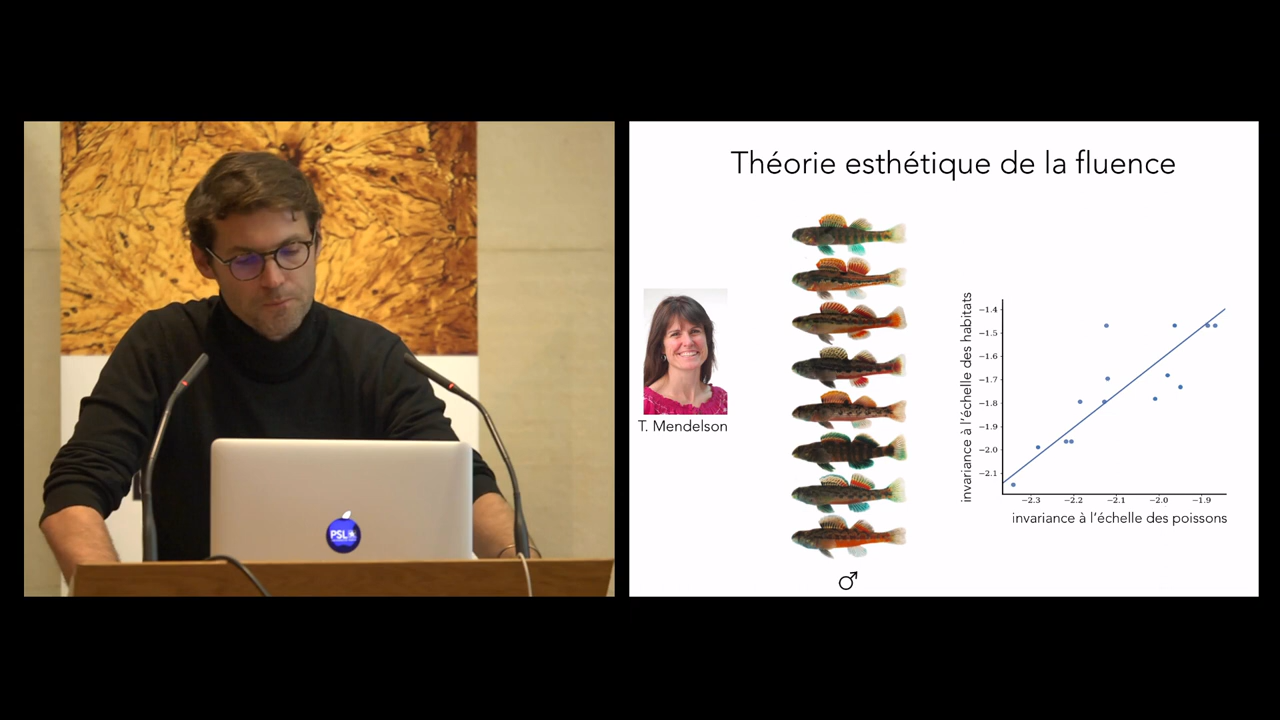 Théorie esthétique de la fluence
T. Mendelson
♂
invariance à l'échelle des habitats
−1.4
−1.5
−1.6
−1.7
−1.8
−1.9
−2.0
−2.1
−2.3 −2.2 −2.1 −2.0 −1.9
invariance à l'échelle des poissons
PSL